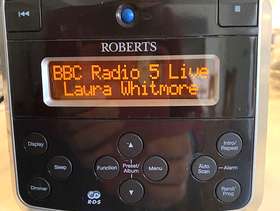 ROBERTS
BBC Radio 5 Live
Laura Whitmore
Display
Sleep
Dimmer
Function
Preset/
Album
Menu
Auto
Scan
Intro/
Repeat
Alarm
Rand/
Prog
RDS